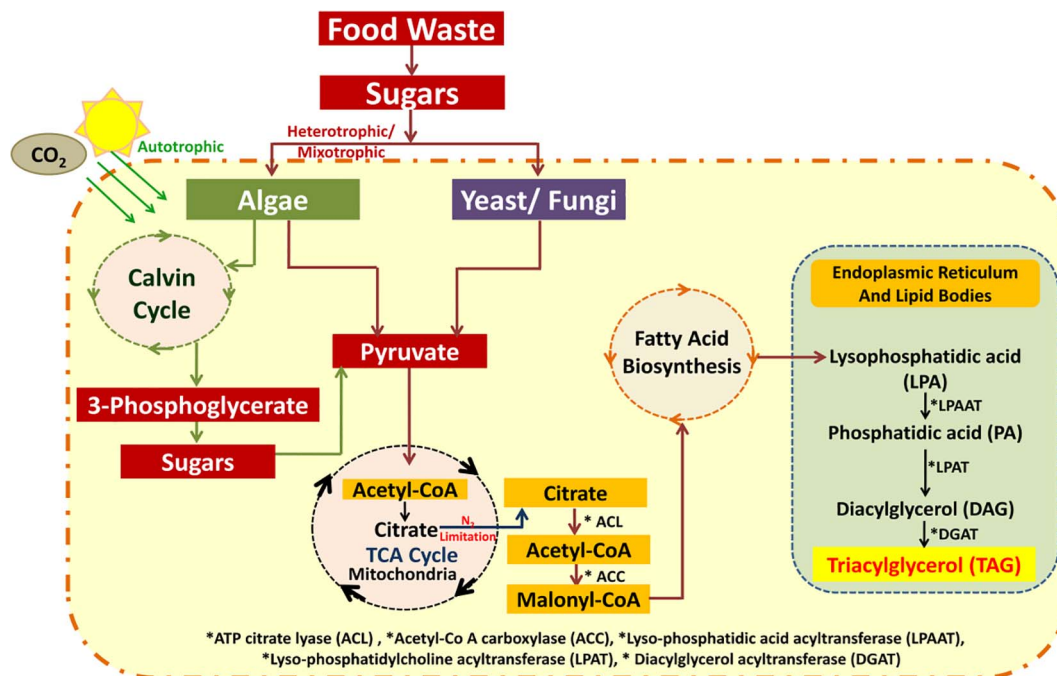 Food Waste
Sugars
Heterotrophic/
Mixotrophic
CO2
Autotrophic
Algae
Yeast/ Fungi
Calvin
Cycle
3-Phosphoglycerate
Sugars
Pyruvate
Acetyl-CoA
Citrate
N2
Limitation
TCA Cycle
Mitochondria
Citrate
* ACL
Acetyl-CoA
* ACC
Malonyl-CoA
Fatty Acid
Biosynthesis
Endoplasmic Reticulum
And Lipid Bodies
Lysophosphatidic acid
(LPA)
*LPAAT
Phosphatidic acid (PA)
*LPAT
Diacylglycerol (DAG)
*DGAT
Triacylglycerol (TAG)
*ATP citrate lyase (ACL) , *Acetyl-Co A carboxylase (ACC), *Lyso-phosphatidic acid acyltransferase (LPAAT),
*Lyso-phosphatidylcholine acyltransferase (LPAT), * Diacylglycerol acyltransferase (DGAT)